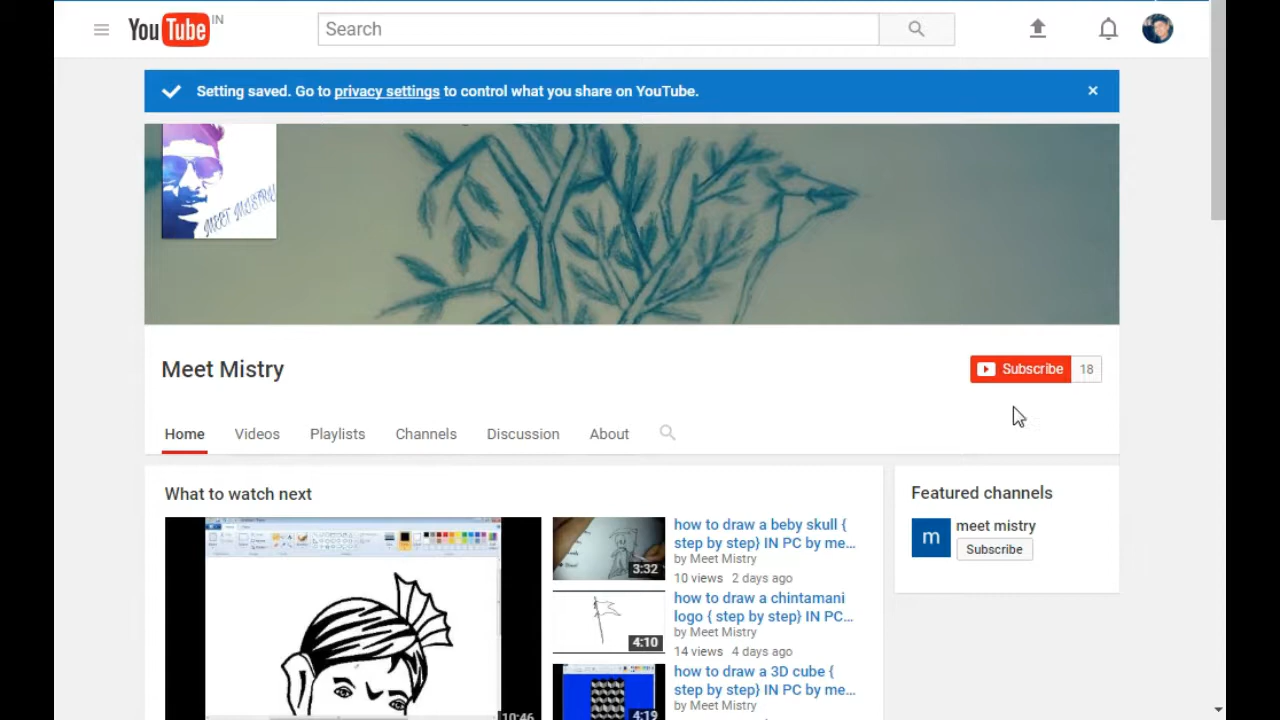 YouTube IN
Search
Setting saved. Go to privacy settings to control what you share on YouTube.
MEET MISTRY
Meet Mistry
Subscribe 18
Home Videos Playlists Channels Discussion About
What to watch next
10:46
how to draw a beby skull {
step by step} IN PC by me...
by Meet Mistry
10 views 2 days ago
3:32
how to draw a chintamani
logo { step by step} IN PC...
by Meet Mistry
14 views 4 days ago
4:10
how to draw a 3D cube {
step by step} IN PC by me...
by Meet Mistry
4:19
Featured channels
m
meet mistry
Subscribe